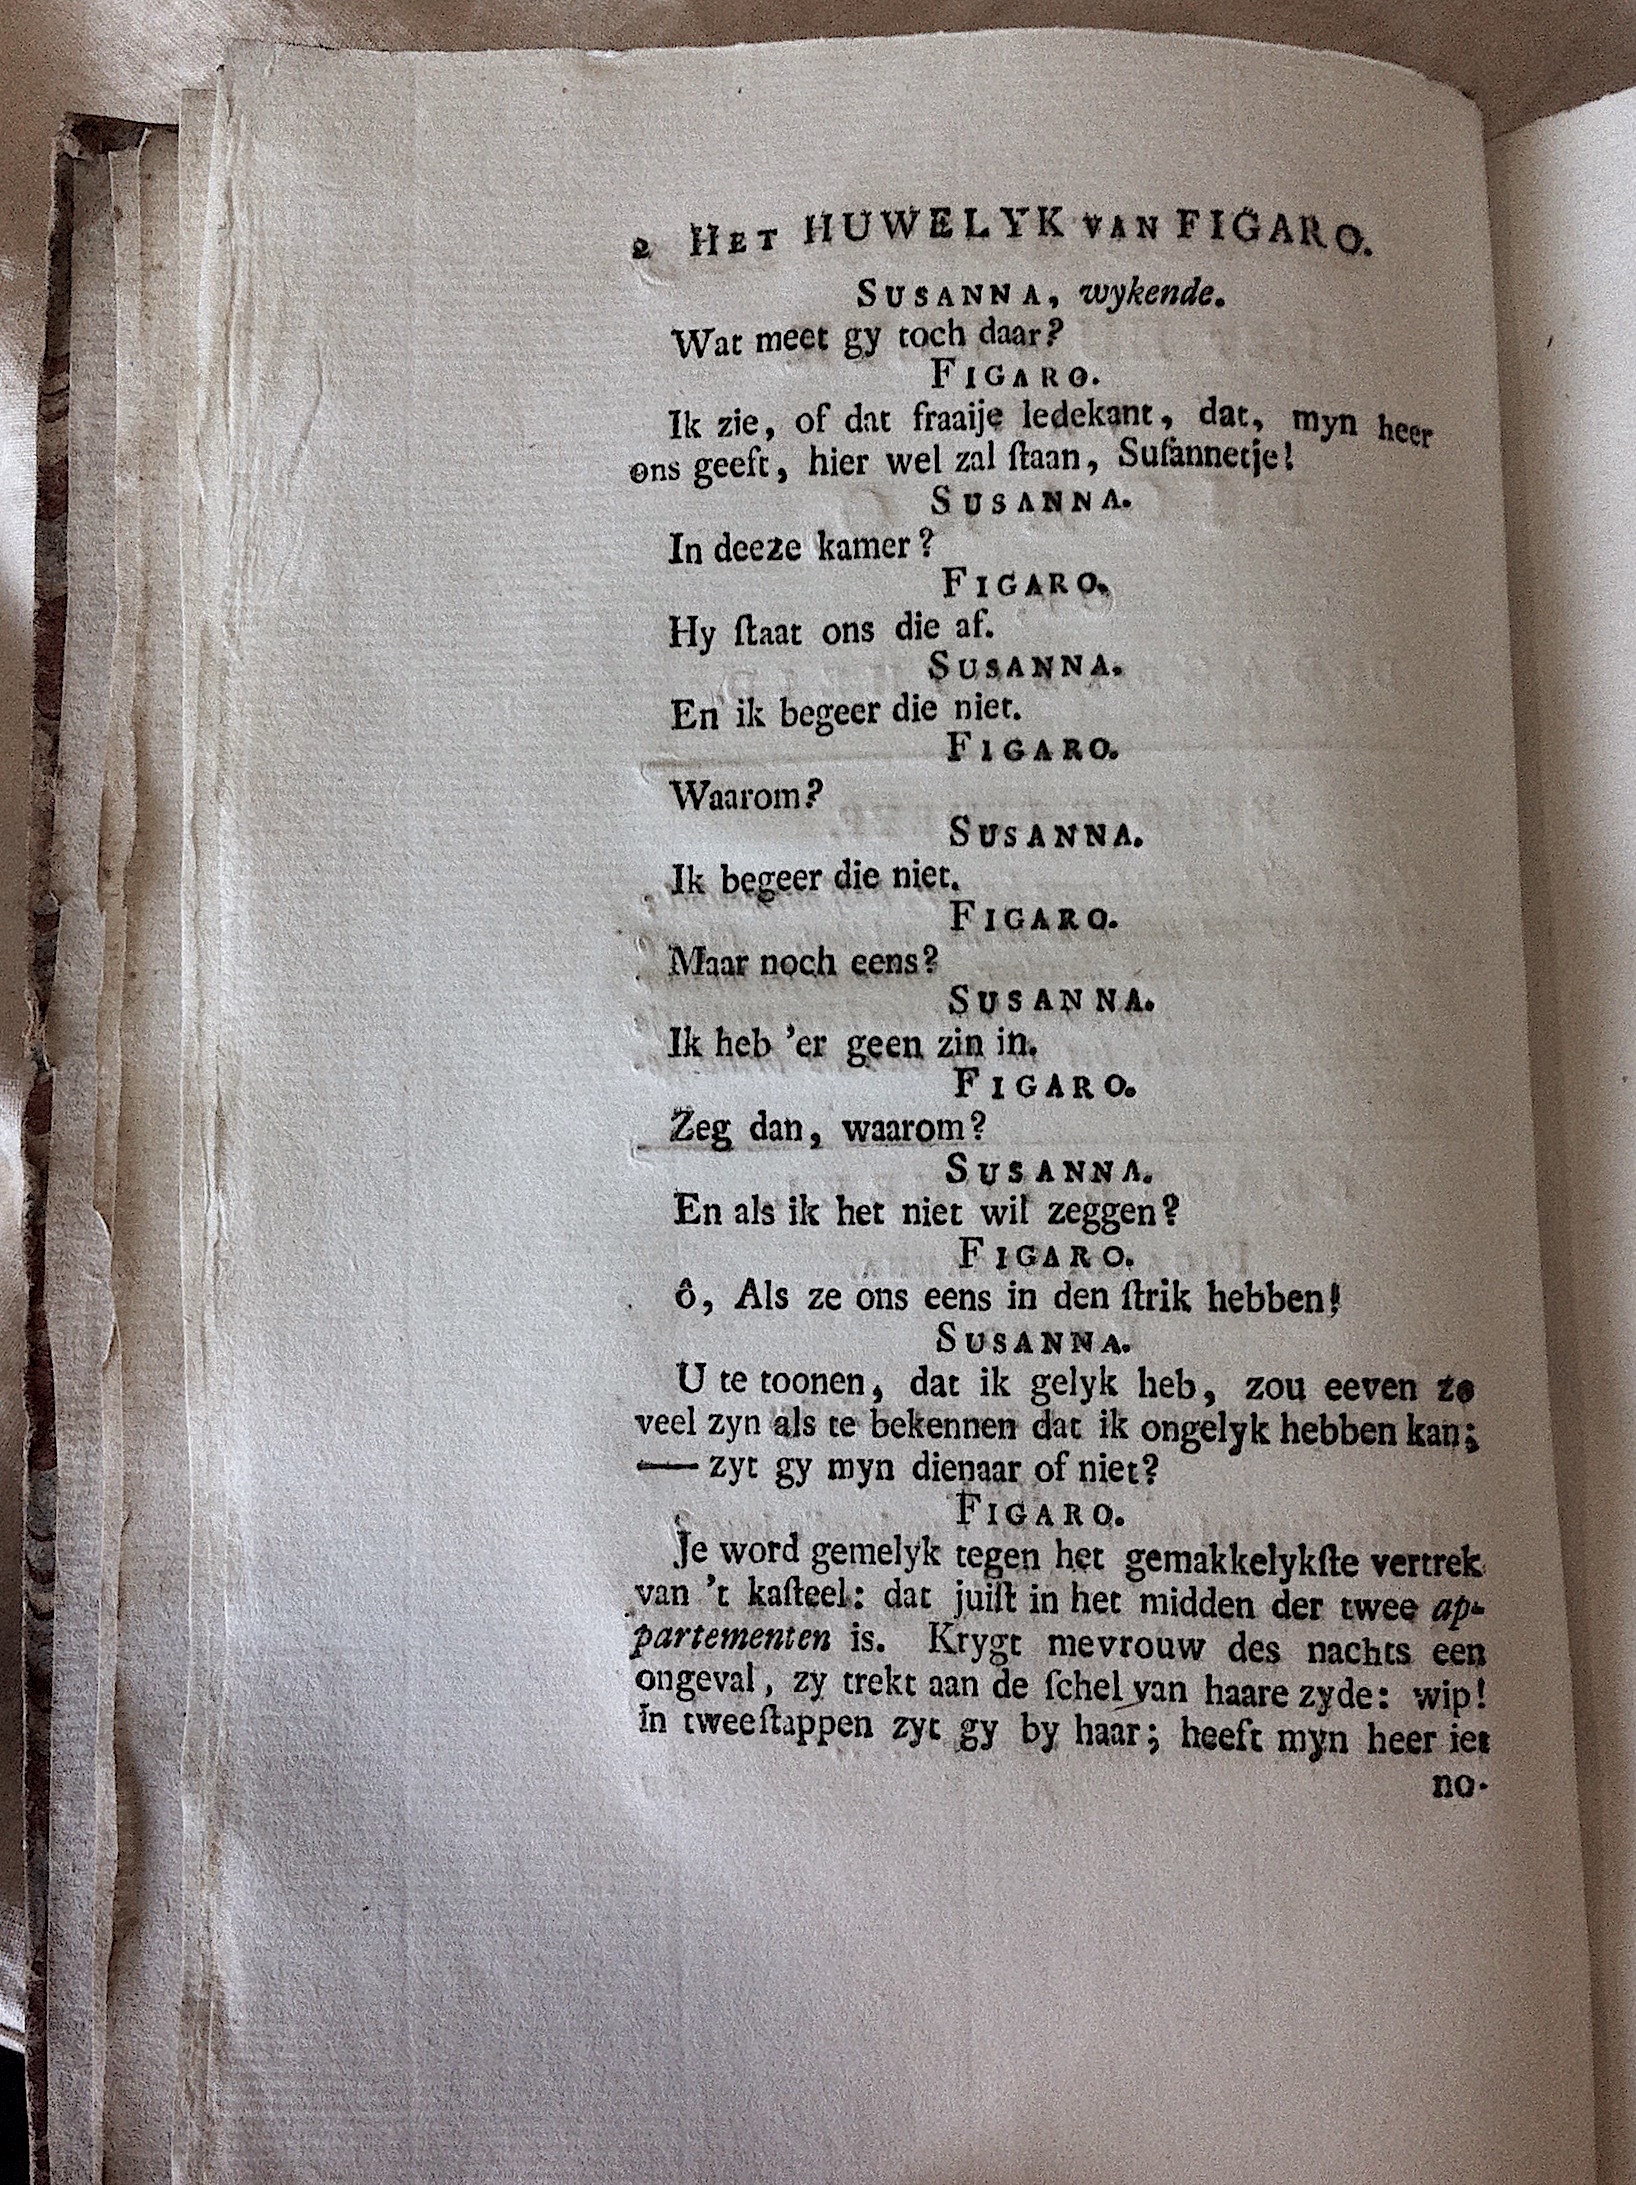 2 HET HUWELYK VAN FIGARO.
SUSANNA, wykende.
Wat meet gy toch daar?
FIGARO.
Ik zie, of dat fraaije ledekant, dat, myn heer
ons geeft, hier wel zal ſtaan, Suſannetje!
SUSANNA.
In deeze kamer?
FIGARO.
Hy ſtaat ons die af.
SUSANNA.
En ik begeer die niet.
FIGARO.
Waarom?
SUSANNA.
Ik begeer die niet.
FIGARO.
Maar noch eens?
SUSANNA.
Ik heb 'er geen zin in.
FIGARO.
Zeg dan, waarom?
SUSANNA.
En als ik het niet wil zeggen?
FIGARO.
ô, Als ze ons eens in den ſtrik hebben!
SUSANNA.
U te toonen, dat ik gelyk heb, zou eeven zo
veel zyn als te bekennen dat ik ongelyk hebben kan;
— zyt gy myn dienaar of niet?
FIGARO.
Je word gemelyk tegen het gemakkelykſte vertrek
van 't kaſteel: dat juiſt in het midden der twee ap-
partementen is. Krygt mevrouw des nachts een
ongeval, zy trekt aan de ſchel van haare zyde: wip!
in tweeſtappen zyt gy by haar; heeft myn heer iet
no-